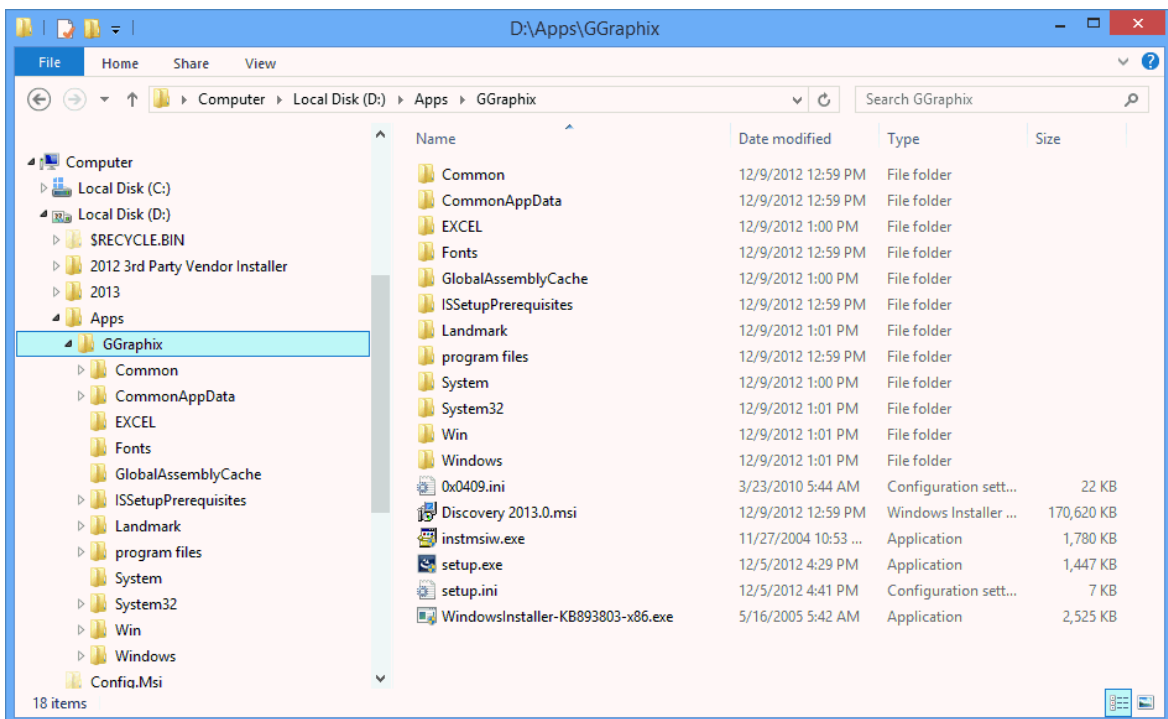 D:\Apps\GGraphix
File Home Share View
Computer Local Disk (D:) Apps GGraphix Search GGraphix
Name Date modified Type Size
Computer
Local Disk (C:)
Local Disk (D:)
$RECYCLE.BIN
2012 3rd Party Vendor Installer
2013
Apps
GGraphix
Common
CommonAppData
EXCEL
Fonts
GlobalAssemblyCache
ISSetupPrerequisites
Landmark
program files
System
System32
Win
Windows
Config.Msi
Common 12/9/2012 12:59 PM File folder
CommonAppData 12/9/2012 12:59 PM File folder
EXCEL 12/9/2012 1:00 PM File folder
Fonts 12/9/2012 12:59 PM File folder
GlobalAssemblyCache 12/9/2012 1:00 PM File folder
ISSetupPrerequisites 12/9/2012 12:59 PM File folder
Landmark 12/9/2012 1:01 PM File folder
program files 12/9/2012 12:59 PM File folder
System 12/9/2012 1:00 PM File folder
System32 12/9/2012 1:01 PM File folder
Win 12/9/2012 1:01 PM File folder
Windows 12/9/2012 1:01 PM File folder
0x0409.ini 3/23/2010 5:44 AM Configuration sett... 22 KB
Discovery 2013.0.msi 12/9/2012 12:59 PM Windows Installer ... 170,620 KB
instmsiw.exe 11/27/2004 10:53 ... Application 1,780 KB
setup.exe 12/5/2012 4:29 PM Application 1,447 KB
setup.ini 12/5/2012 4:41 PM Configuration sett... 7 KB
WindowsInstaller-KB893803-x86.exe 5/16/2005 5:42 AM Application 2,525 KB
18 items